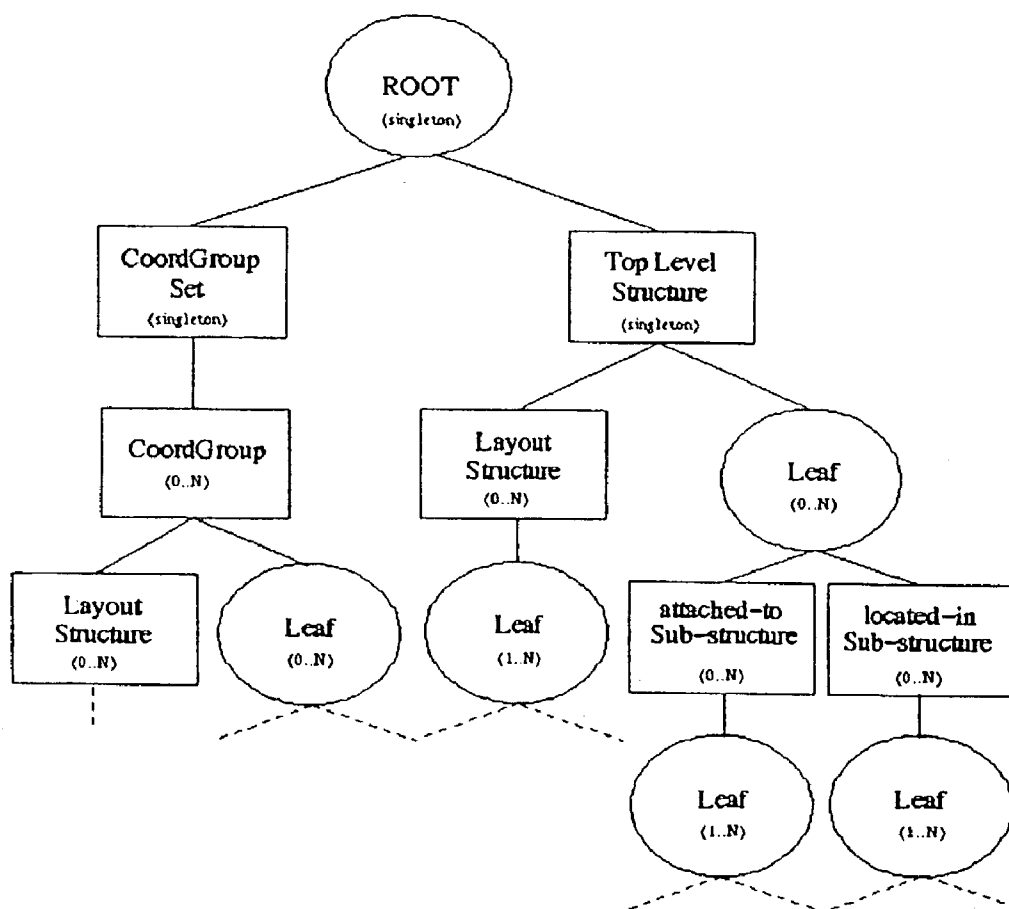 ROOT
(singleton)
CoordGroup
Set
(singleton)
Top Level
Structure
(singleton)
CoordGroup
(0..N)
Layout
Structure
(0..N)
Leaf
(0..N)
Layout
Structure
(0..N)
Leaf
(0..N)
Leaf
(1..N)
attached-to
Sub-structure
(0..N)
located-in
Sub-structure
(0..N)
Leaf
(1..N)
Leaf
(1..N)